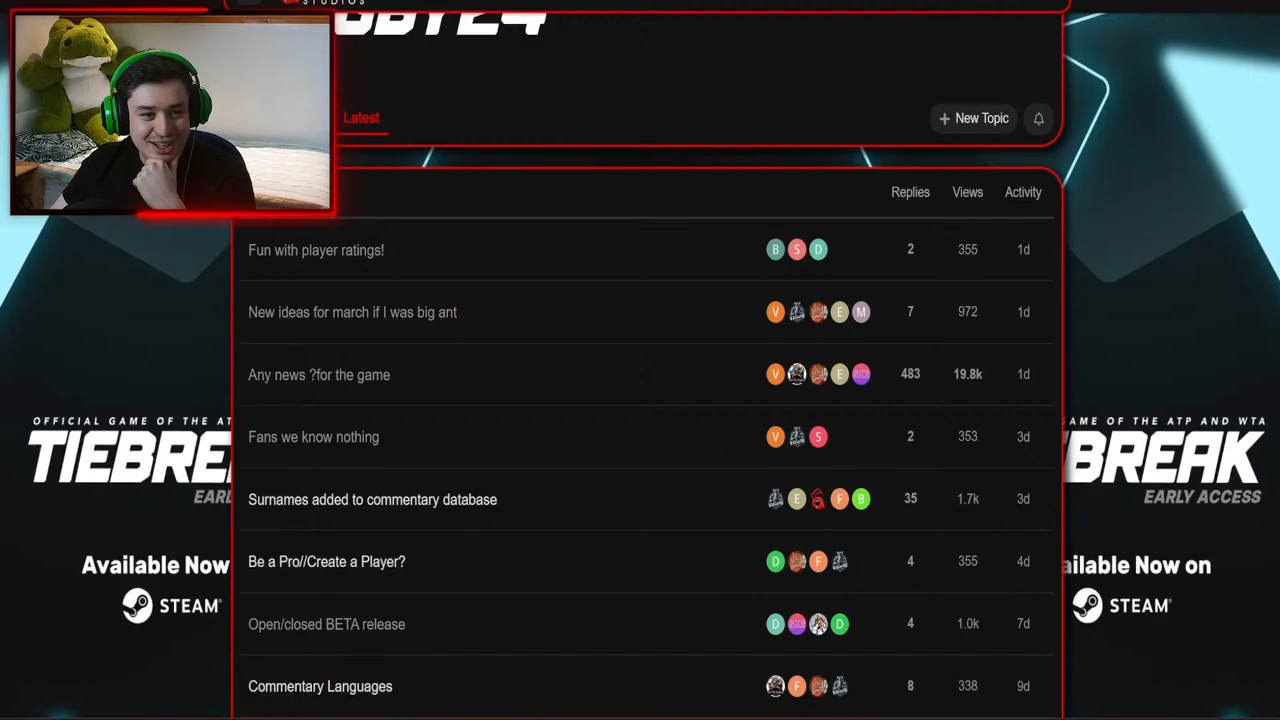 STUDIOS
Latest
+ New Topic
Replies Views Activity
Fun with player ratings!
B S D
2 355 1d
New ideas for march if I was big ant
V E M
7 972 1d
Any news ?for the game
V E
483 19.8k 1d
Fans we know nothing
V S
2 353 3d
Surnames added to commentary database
E F B
35 1.7k 3d
Be a Pro//Create a Player?
D F
4 355 4d
Open/closed BETA release
D D
4 1.0k 7d
Commentary Languages
F
8 338 9d
OFFICIAL GAME OF THE AT
TIEBRE
EARL
Available Now
STEAM
GAME OF THE ATP AND WTA
BREAK
EARLY ACCESS
ilable Now on
STEAM